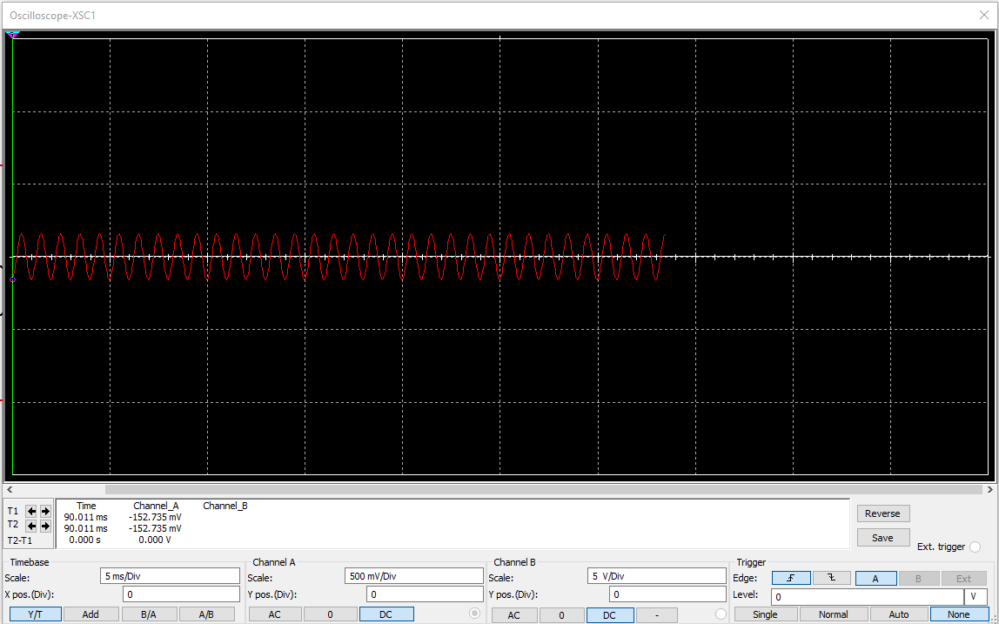 Oscilloscope-XSC1
T1
T2
T2-T1
Time Channel_A Channel_B
90.011 ms -152.735 mV
90.011 ms -152.735 mV
0.000 s 0.000 V
Reverse
Save
Ext. trigger
Timebase
Scale: 5 ms/Div
X pos.(Div): 0
Y/T Add B/A A/B
Channel A
Scale: 500 mV/Div
Y pos.(Div): 0
AC 0 DC
Channel B
Scale: 5 V/Div
Y pos.(Div): 0
AC 0 DC -
Trigger
Edge: A B Ext
Level: 0 V
Single Normal Auto None